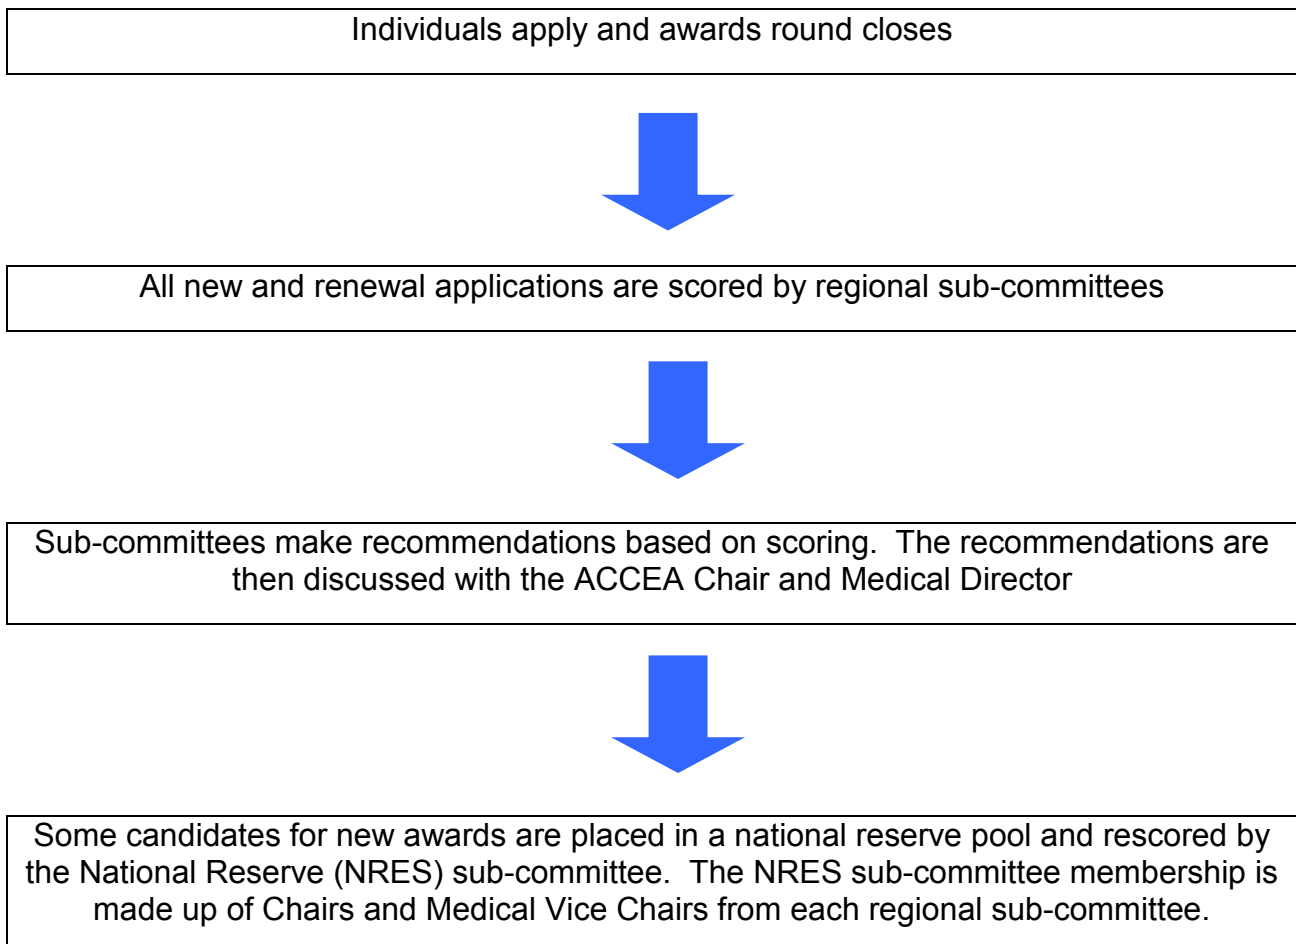 Individuals apply and awards round closes
All new and renewal applications are scored by regional sub-committees
Sub-committees make recommendations based on scoring.  The recommendations are
then discussed with the ACCEA Chair and Medical Director
Some candidates for new awards are placed in a national reserve pool and rescored by
the National Reserve (NRES) sub-committee.  The NRES sub-committee membership is
made up of Chairs and Medical Vice Chairs from each regional sub-committee.